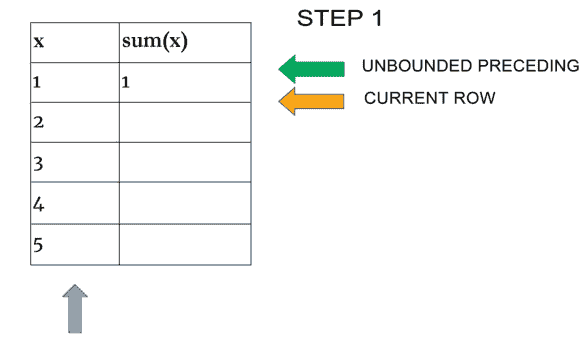 STEP 1
x sum(x)
UNBOUNDED PRECEDING
1 1
CURRENT ROW
2
3
4
5